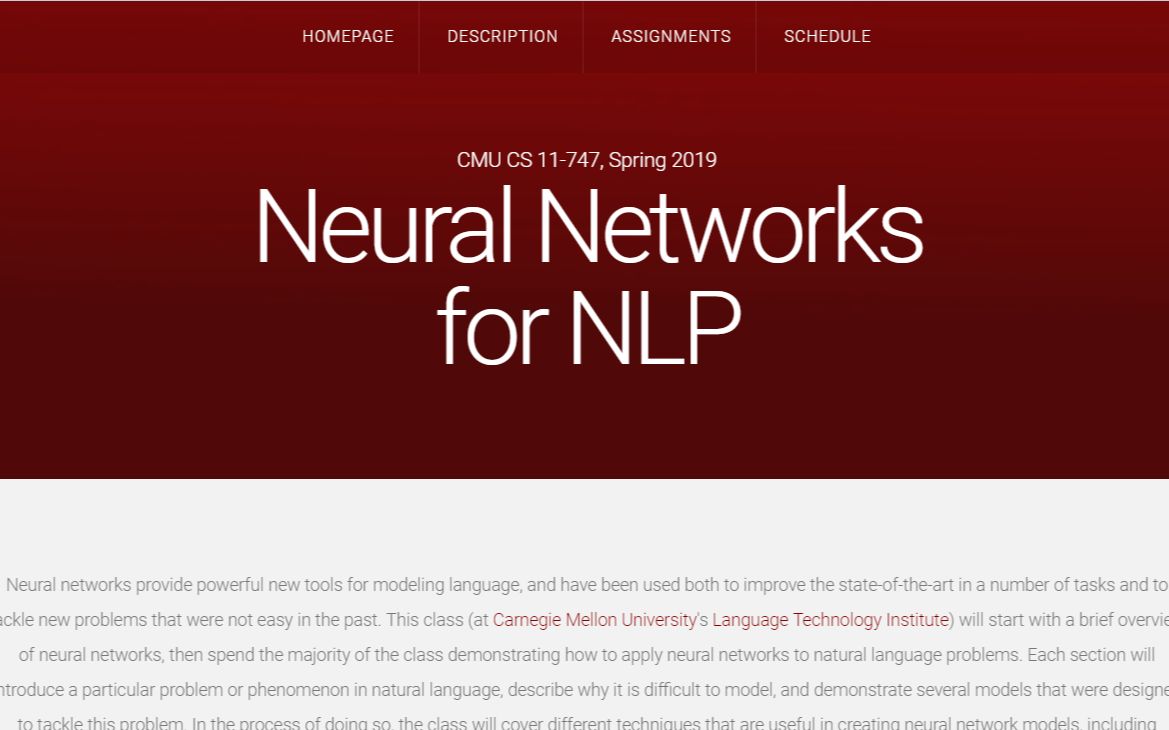 HOMEPAGE DESCRIPTION ASSIGNMENTS SCHEDULE
CMU CS 11-747, Spring 2019
Neural Networks
for NLP
Neural networks provide powerful new tools for modeling language, and have been used both to improve the state-of-the-art in a number of tasks and to
ackle new problems that were not easy in the past. This class (at Carnegie Mellon University's Language Technology Institute) will start with a brief overvie
of neural networks, then spend the majority of the class demonstrating how to apply neural networks to natural language problems. Each section will
ntroduce a particular problem or phenomenon in natural language, describe why it is difficult to model, and demonstrate several models that were designe
to tackle this problem. In the process of doing so, the class will cover different techniques that are useful in creating neural network models, including